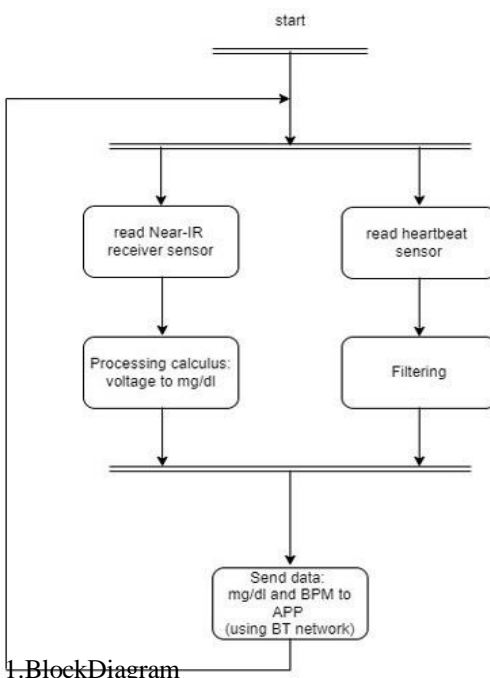 start
read Near-IR
receiver sensor
read heartbeat
sensor
Processing calculus:
voltage to mg/dl
Filtering
Send data:
mg/dl and BPM to
APP
(using BT network)
1.BlockDiagram